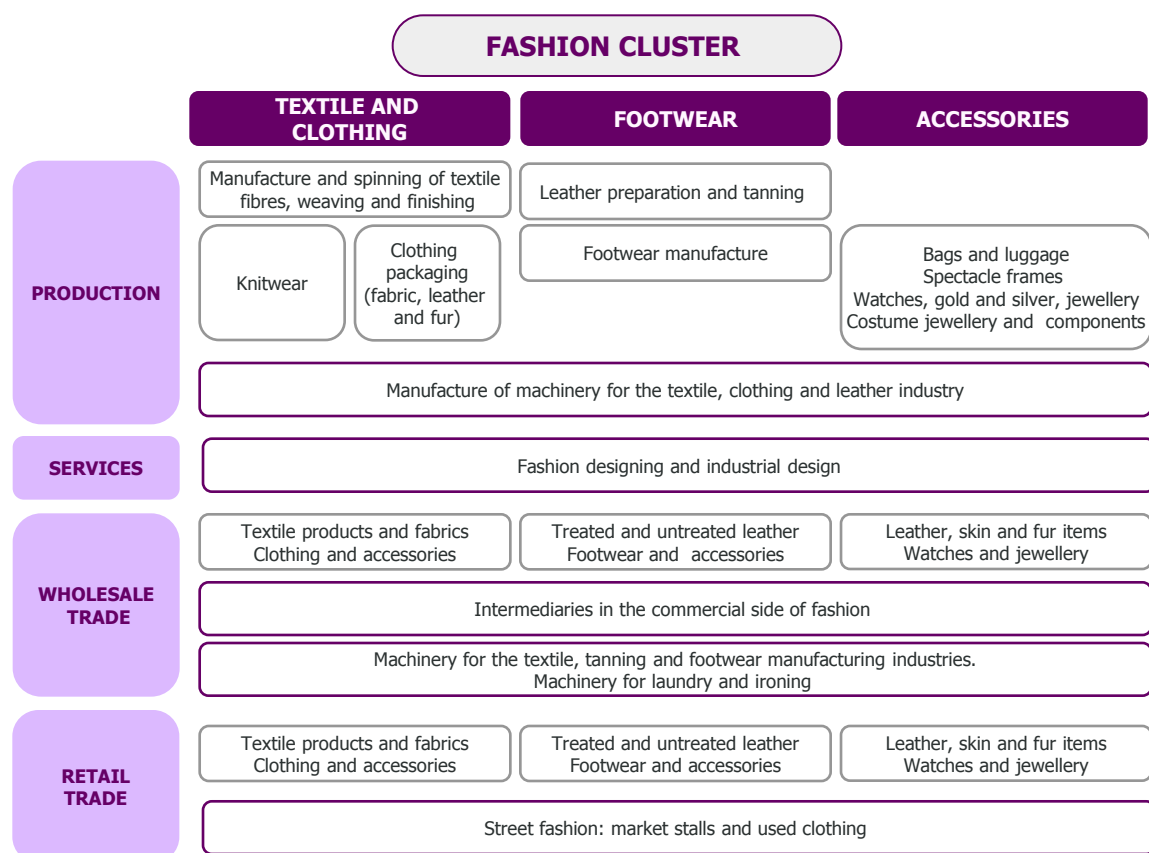 FASHION CLUSTER
TEXTILE AND
CLOTHING
FOOTWEAR
ACCESSORIES
PRODUCTION
Manufacture and spinning of textile
fibres, weaving and finishing
Leather preparation and tanning
Knitwear
Clothing
packaging
(fabric, leather
and fur)
Footwear manufacture
Bags and luggage
Spectacle frames
Watches, gold and silver, jewellery
Costume jewellery and components
Manufacture of machinery for the textile, clothing and leather industry
SERVICES
Fashion designing and industrial design
WHOLESALE
TRADE
Textile products and fabrics
Clothing and accessories
Treated and untreated leather
Footwear and accessories
Leather, skin and fur items
Watches and jewellery
Intermediaries in the commercial side of fashion
Machinery for the textile, tanning and footwear manufacturing industries.
Machinery for laundry and ironing
RETAIL
TRADE
Textile products and fabrics
Clothing and accessories
Treated and untreated leather
Footwear and accessories
Leather, skin and fur items
Watches and jewellery
Street fashion: market stalls and used clothing